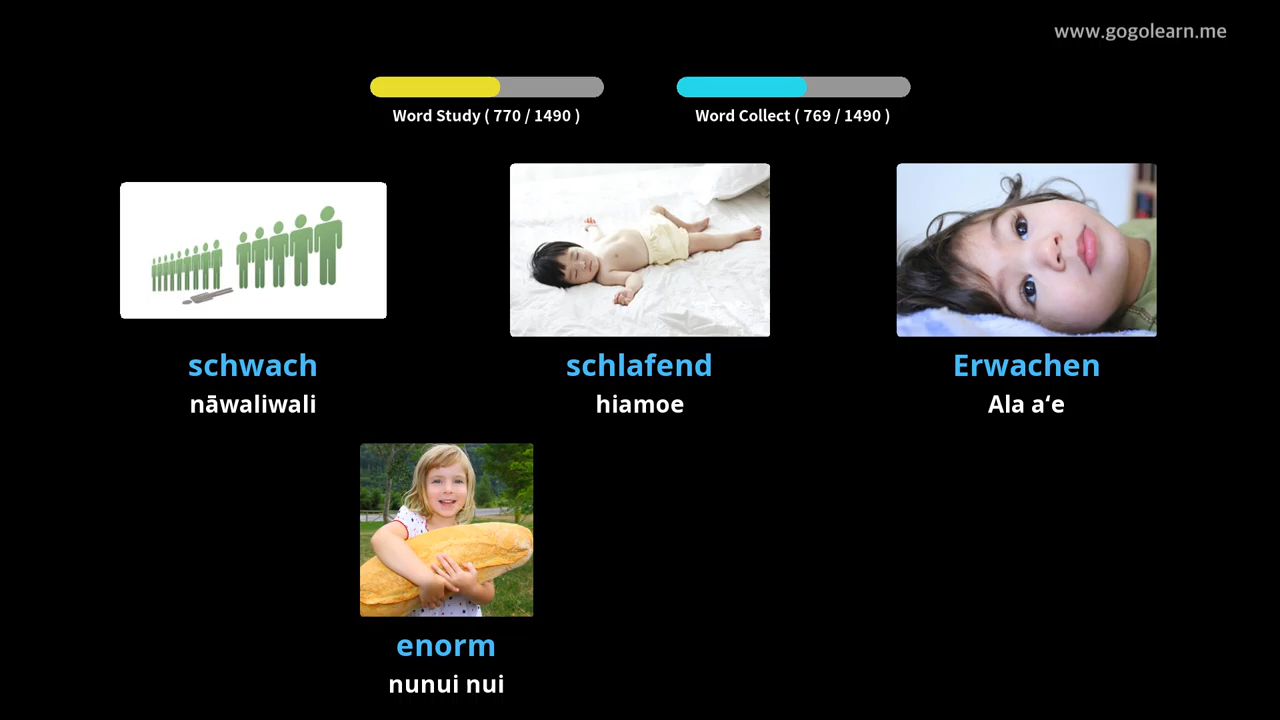 www.gogolearn.me
Word Study ( 770 / 1490 )
Word Collect ( 769 / 1490 )
schwach
nāwaliwali
schlafend
hiamoe
Erwachen
Ala aʻe
enorm
nunui nui